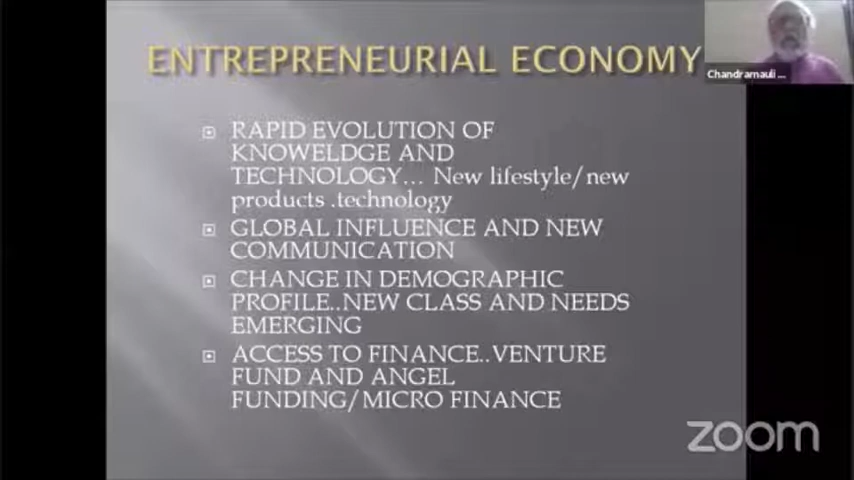 ENTREPRENEURIAL ECONOMY
Chandramauli ...
RAPID EVOLUTION OF
KNOWELDGE AND
TECHNOLOGY... New lifestyle/new
products .technology
GLOBAL INFLUENCE AND NEW
COMMUNICATION
CHANGE IN DEMOGRAPHIC
PROFILE..NEW CLASS AND NEEDS
EMERGING
ACCESS TO FINANCE..VENTURE
FUND AND ANGEL
FUNDING/MICRO FINANCE
zoom